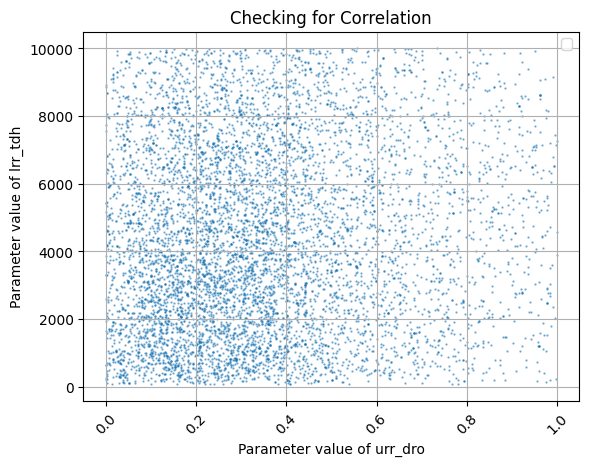 Checking for Correlation
Parameter value of lrr_tdh
10000
8000
6000
4000
2000
0
0.0 0.2 0.4 0.6 0.8 1.0
Parameter value of urr_dro